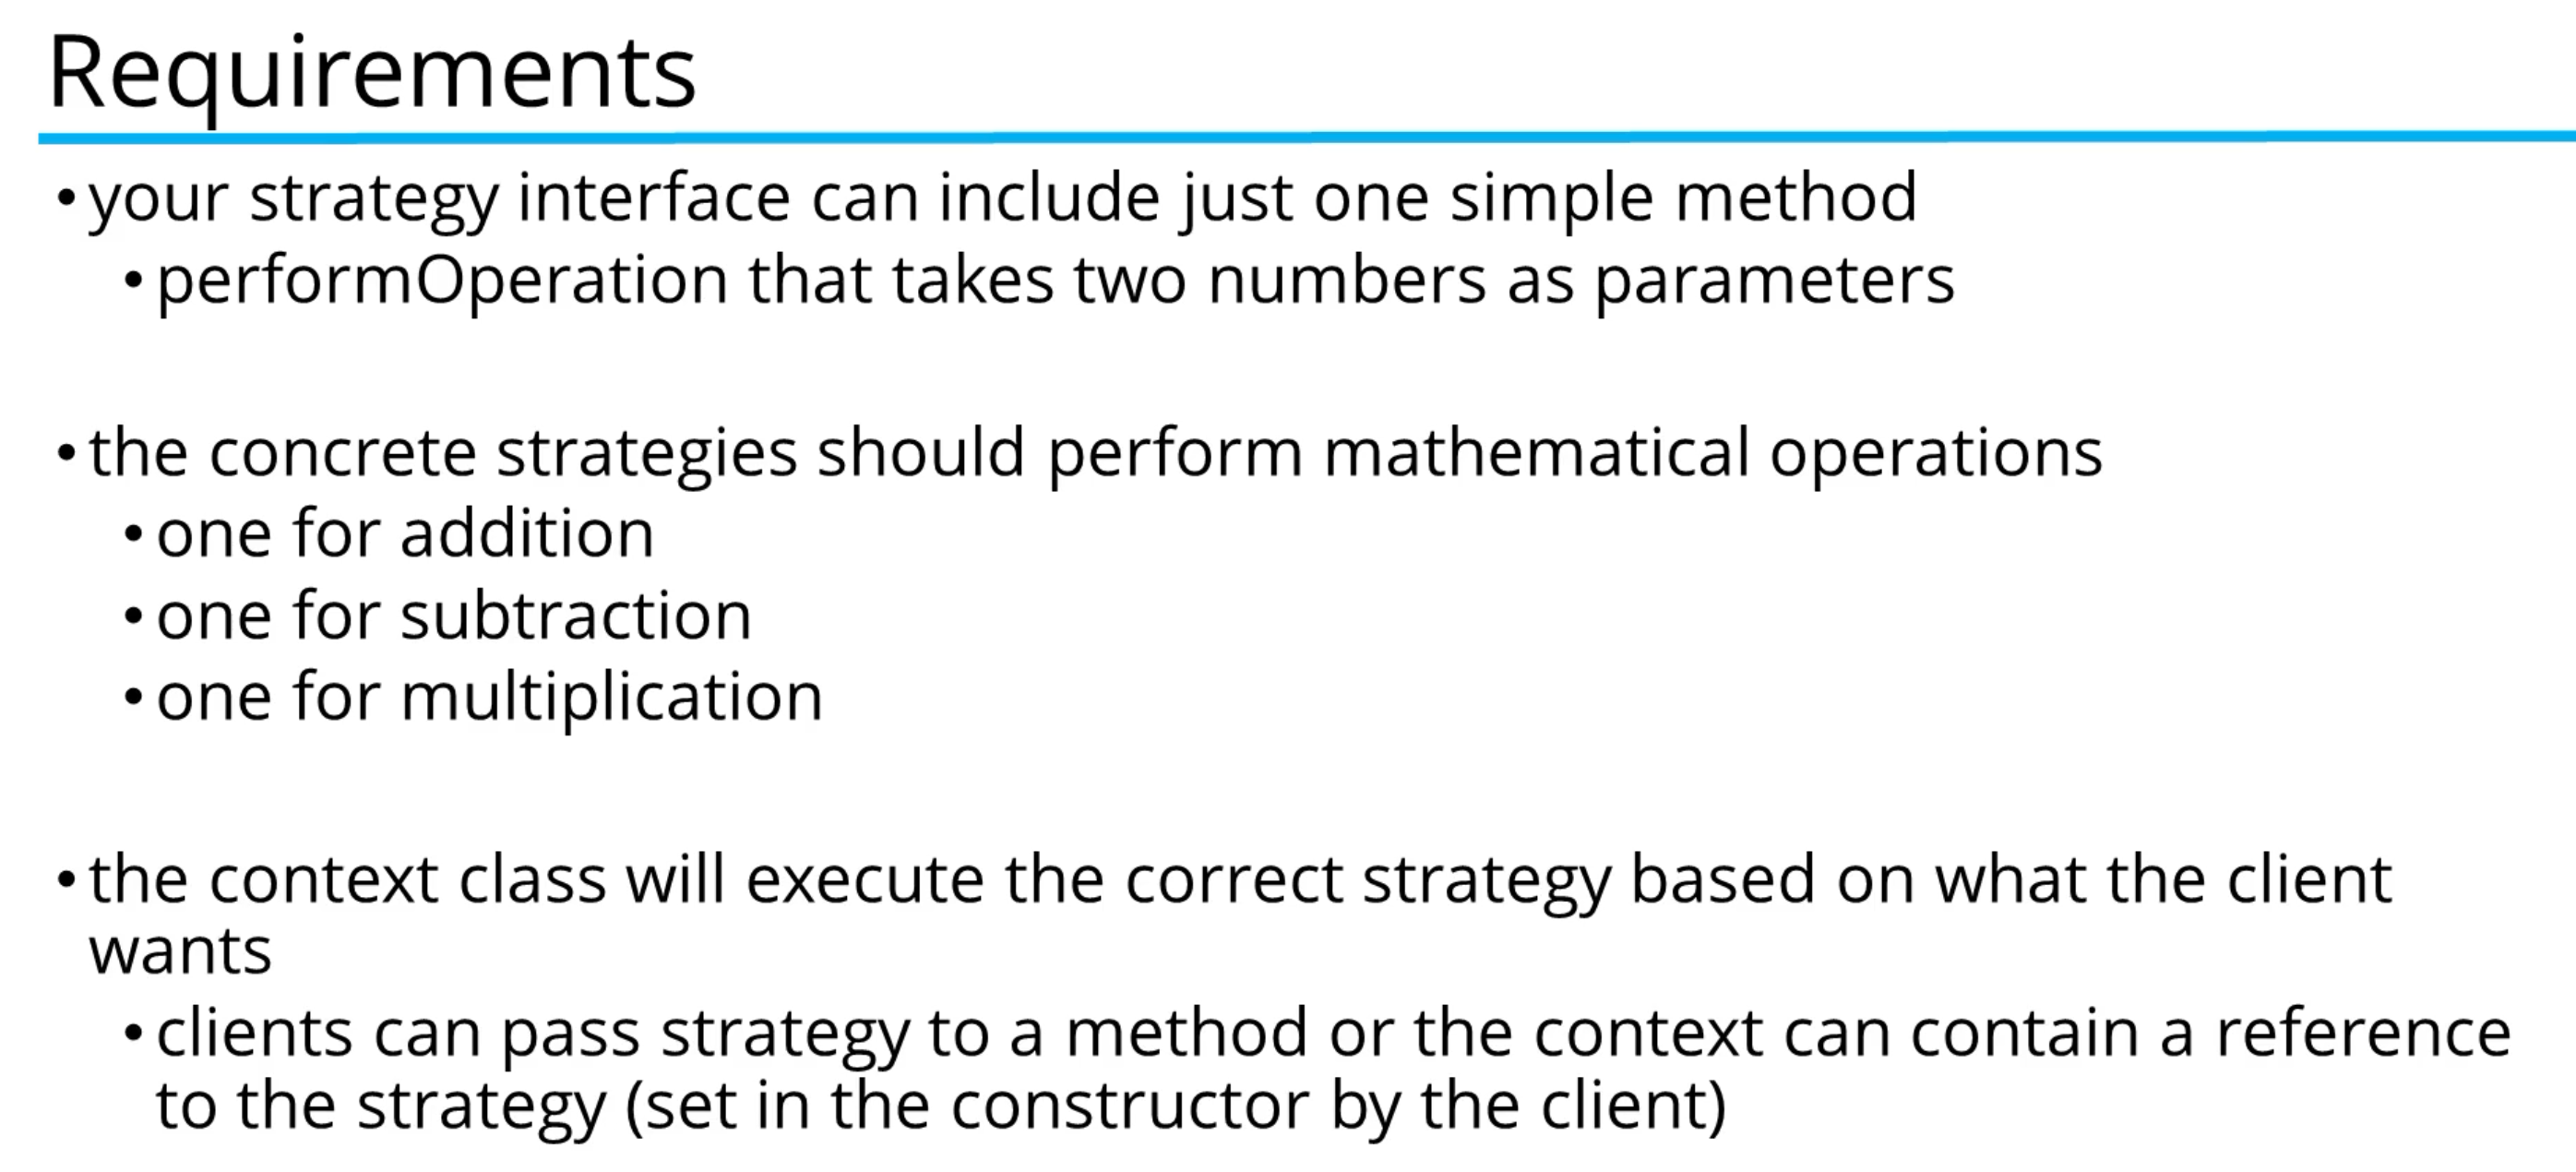 Requirements
• your strategy interface can include just one simple method
• performOperation that takes two numbers as parameters
• the concrete strategies should perform mathematical operations
• one for addition
• one for subtraction
• one for multiplication
• the context class will execute the correct strategy based on what the client
wants
• clients can pass strategy to a method or the context can contain a reference
to the strategy (set in the constructor by the client)